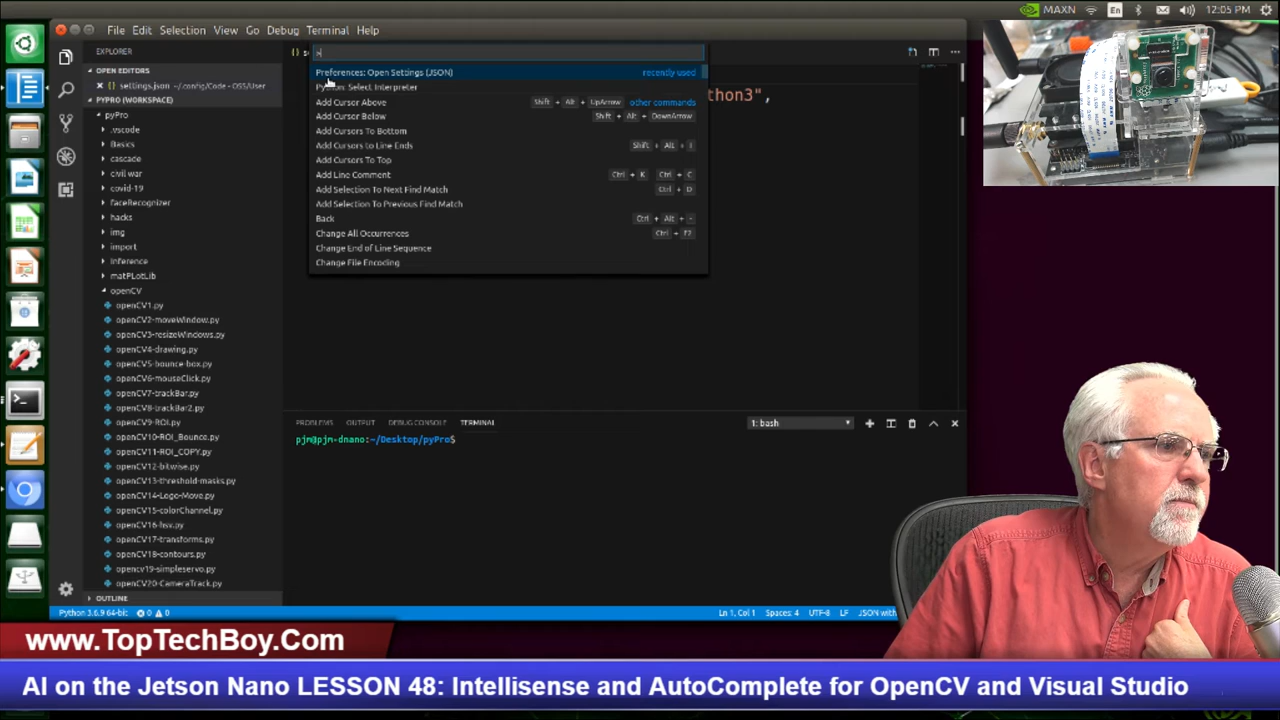 MAXN
En
12:05 PM
File Edit Selection View Go Debug Terminal Help
EXPLORER
OPEN EDITORS
settings.json ~/.config/Code - OSS/User
PYPRO (WORKSPACE)
pyPro
.vscode
Basics
cascade
civil war
covid-19
faceRecognizer
hacks
img
import
Inference
matPLotLib
openCV
openCV1.py
openCV2-moveWindow.py
openCV3-resizeWindows.py
openCV4-drawing.py
openCV5-bounce-box.py
openCV6-mouseClick.py
openCV7-trackBar.py
openCV8-trackBar2.py
openCV9-ROI.py
openCV10-ROI_Bounce.py
openCV11-ROI_COPY.py
openCV12-bitwise.py
openCV13-threshold-masks.py
openCV14-Logo-Move.py
openCV15-colorChannel.py
openCV16-hsv.py
openCV17-transforms.py
openCV18-contours.py
opencv19-simpleservo.py
openCV20-CameraTrack.py
OUTLINE
>
Preferences: Open Settings (JSON) recently used
Python: Select Interpreter
Add Cursor Above Shift + Alt + UpArrow other commands
Add Cursor Below Shift + Alt + DownArrow
Add Cursors To Bottom
Add Cursors to Line Ends Shift + Alt + I
Add Cursors To Top
Add Line Comment Ctrl + K Ctrl + C
Add Selection To Next Find Match Ctrl + D
Add Selection To Previous Find Match
Back Ctrl + Alt + -
Change All Occurrences Ctrl + F2
Change End of Line Sequence
Change File Encoding
thon3",
PROBLEMS OUTPUT DEBUG CONSOLE TERMINAL 1: bash
pjm@pjm-dnano:~/Desktop/pyPro$
Python 3.6.9 64-bit 0 0 Ln 1, Col 1 Spaces: 4 UTF-8 LF JSON with
www.TopTechBoy.Com
AI on the Jetson Nano LESSON 48: Intellisense and AutoComplete for OpenCV and Visual Studio